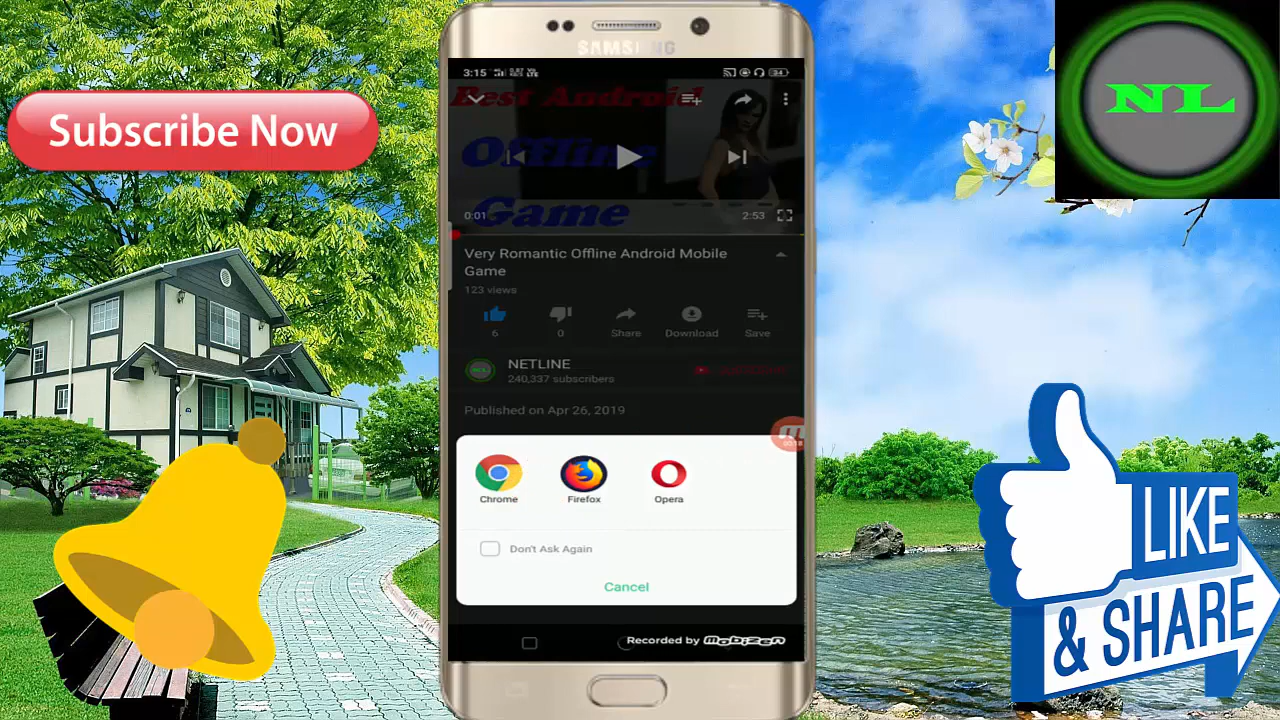 Subscribe Now
NL
SAMSUNG
3:15
34
Best Android
Offline
Game
0:01
2:53
Very Romantic Offline Android Mobile
Game
123 views
6
0
Share
Download
Save
NETLINE
240,337 subscribers
Published on Apr 26, 2019
Chrome
Firefox
Opera
Don't Ask Again
Cancel
Recorded by mobizen
LIKE
& SHARE